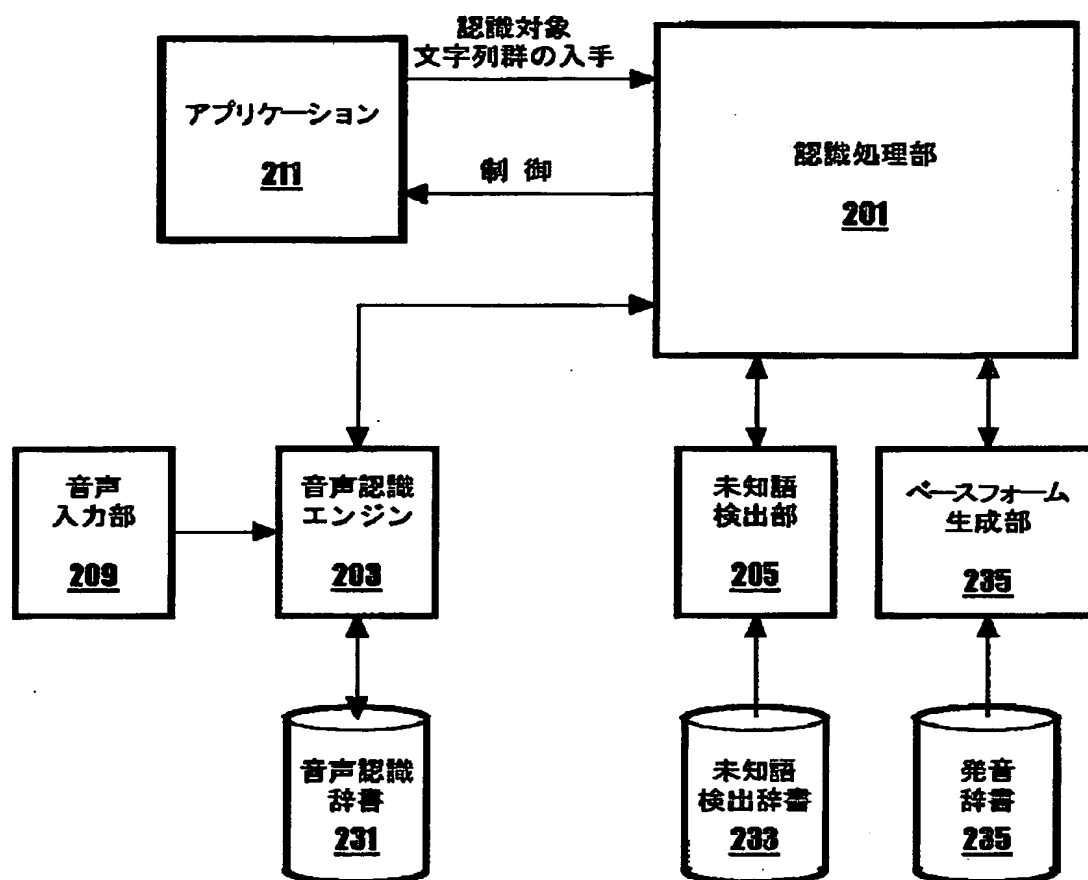 認識対象
文字列群の入手
アプリケーション
211
制御
認識処理部
201
音声
入力部
209
音声認識
エンジン
203
未知語
検出部
205
ベースフォーム
生成部
235
音声認識
辞書
231
未知語
検出辞書
233
発音
辞書
235